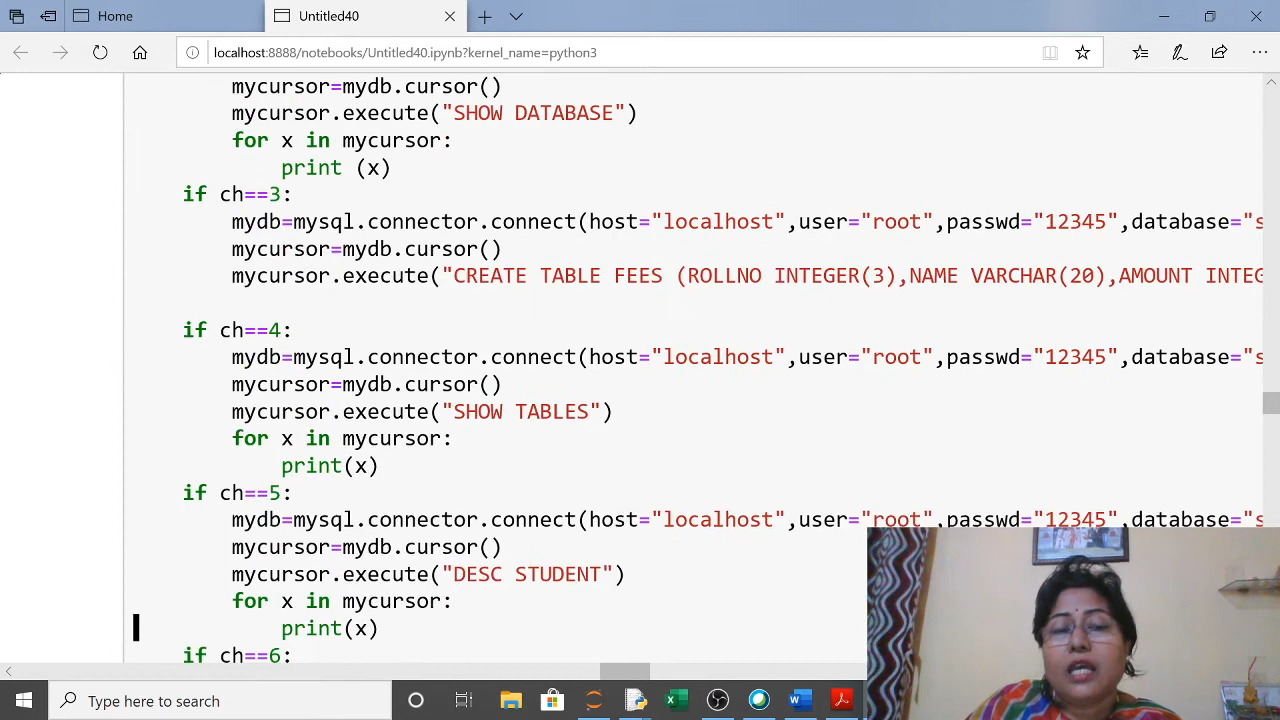 Home
Untitled40
localhost:8888/notebooks/Untitled40.ipynb?kernel_name=python3
mycursor=mydb.cursor()
mycursor.execute("SHOW DATABASE")
for x in mycursor:
print (x)
if ch==3:
mydb=mysql.connector.connect(host="localhost",user="root",passwd="12345",database="s
mycursor=mydb.cursor()
mycursor.execute("CREATE TABLE FEES (ROLLNO INTEGER(3),NAME VARCHAR(20),AMOUNT INTEG
if ch==4:
mydb=mysql.connector.connect(host="localhost",user="root",passwd="12345",database="s
mycursor=mydb.cursor()
mycursor.execute("SHOW TABLES")
for x in mycursor:
print(x)
if ch==5:
mydb=mysql.connector.connect(host="localhost",user="root",passwd="12345",database="s
mycursor=mydb.cursor()
mycursor.execute("DESC STUDENT")
for x in mycursor:
print(x)
if ch==6:
Type here to search